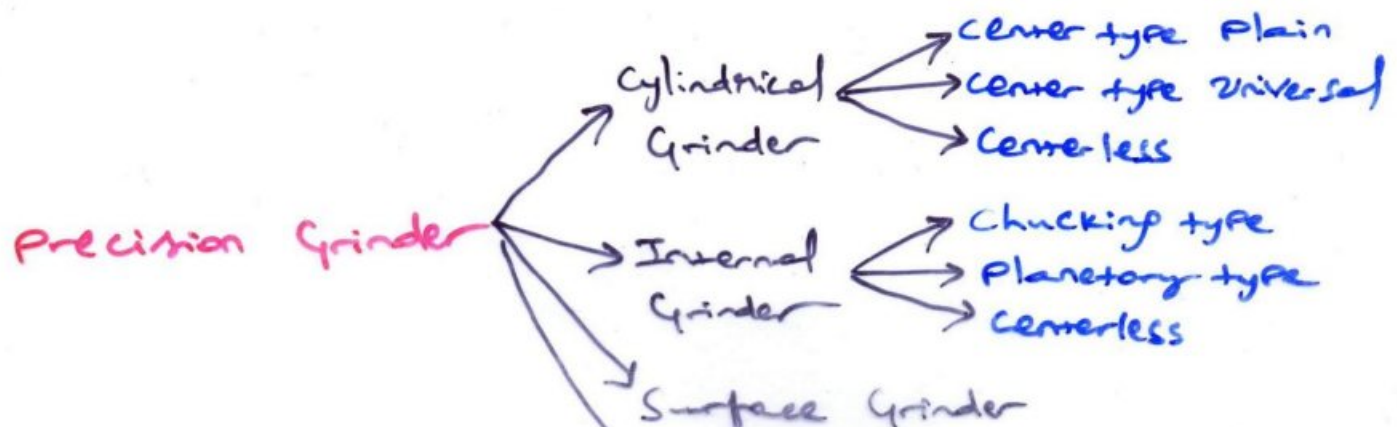 Precision Grinder
Cylindrical
Grinder
Center type Plain
Center type Universal
Centerless
Internal
Grinder
Chucking type
Planetary type
Centerless
Surface Grinder